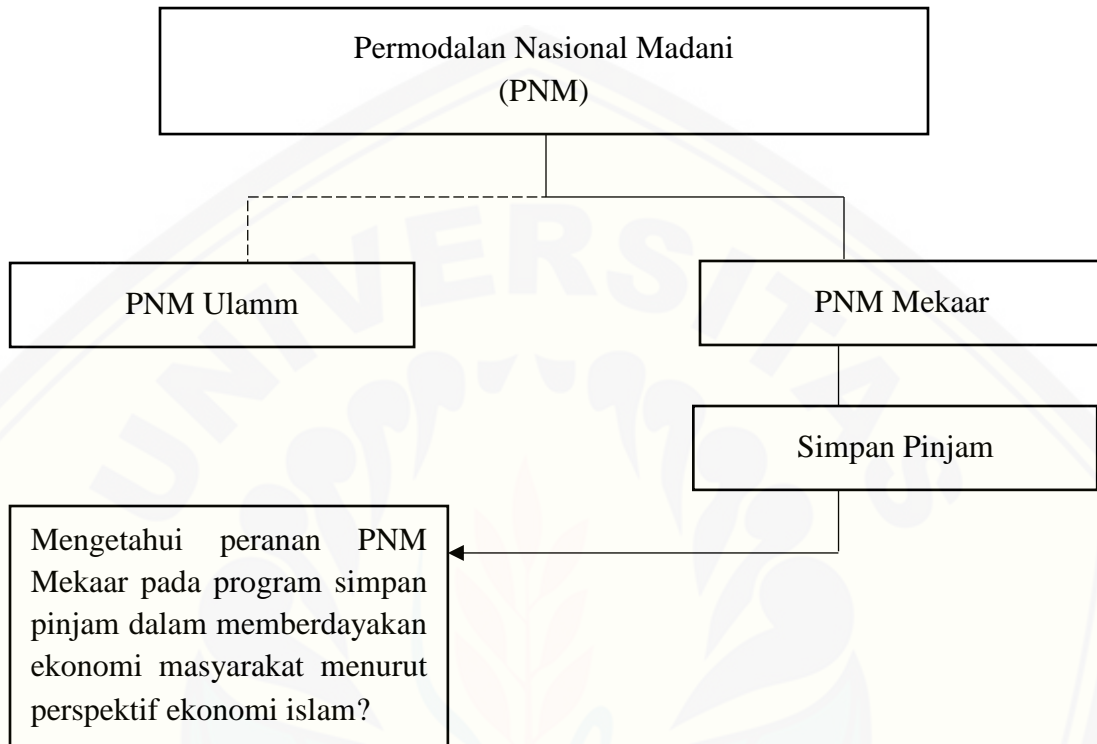 Permodalan Nasional Madani
(PNM)
UNIVERSITAS
PNM Ulamm
PNM Mekaar
Simpan Pinjam
Mengetahui peranan PNM
Mekaar pada program simpan
pinjam dalam memberdayakan
ekonomi masyarakat menurut
perspektif ekonomi islam?